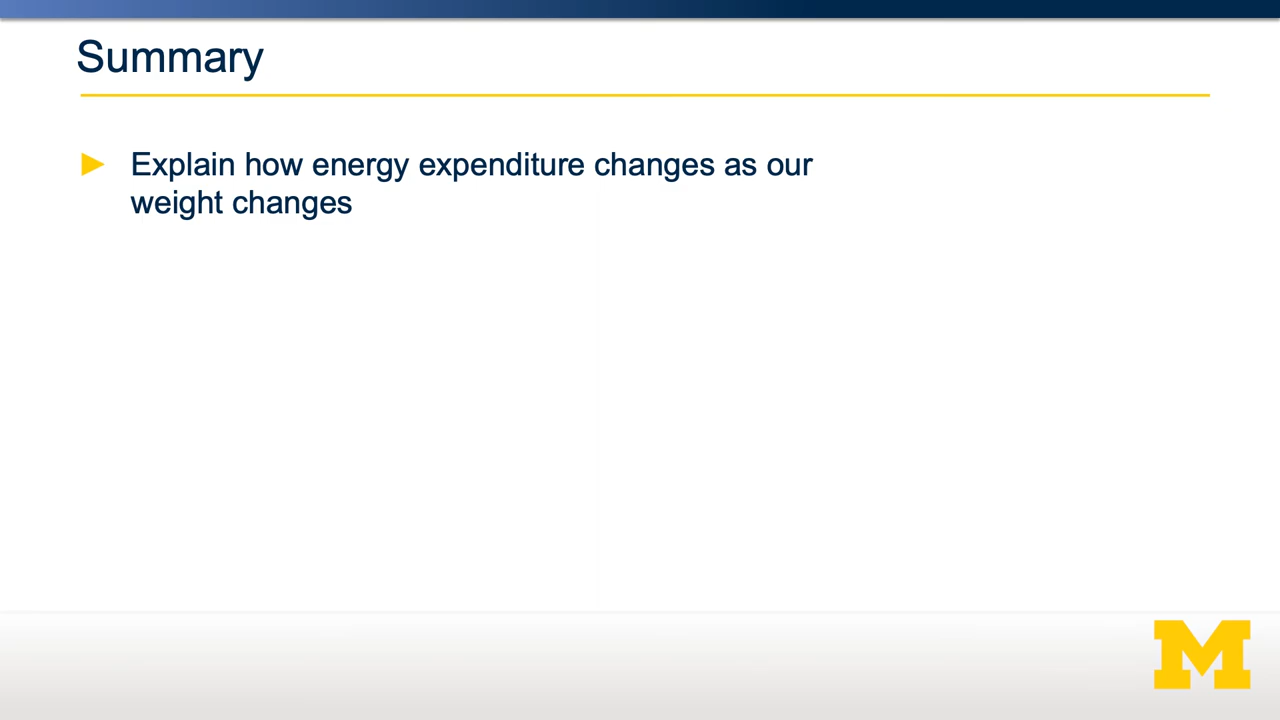 Summary
► Explain how energy expenditure changes as our
weight changes
M